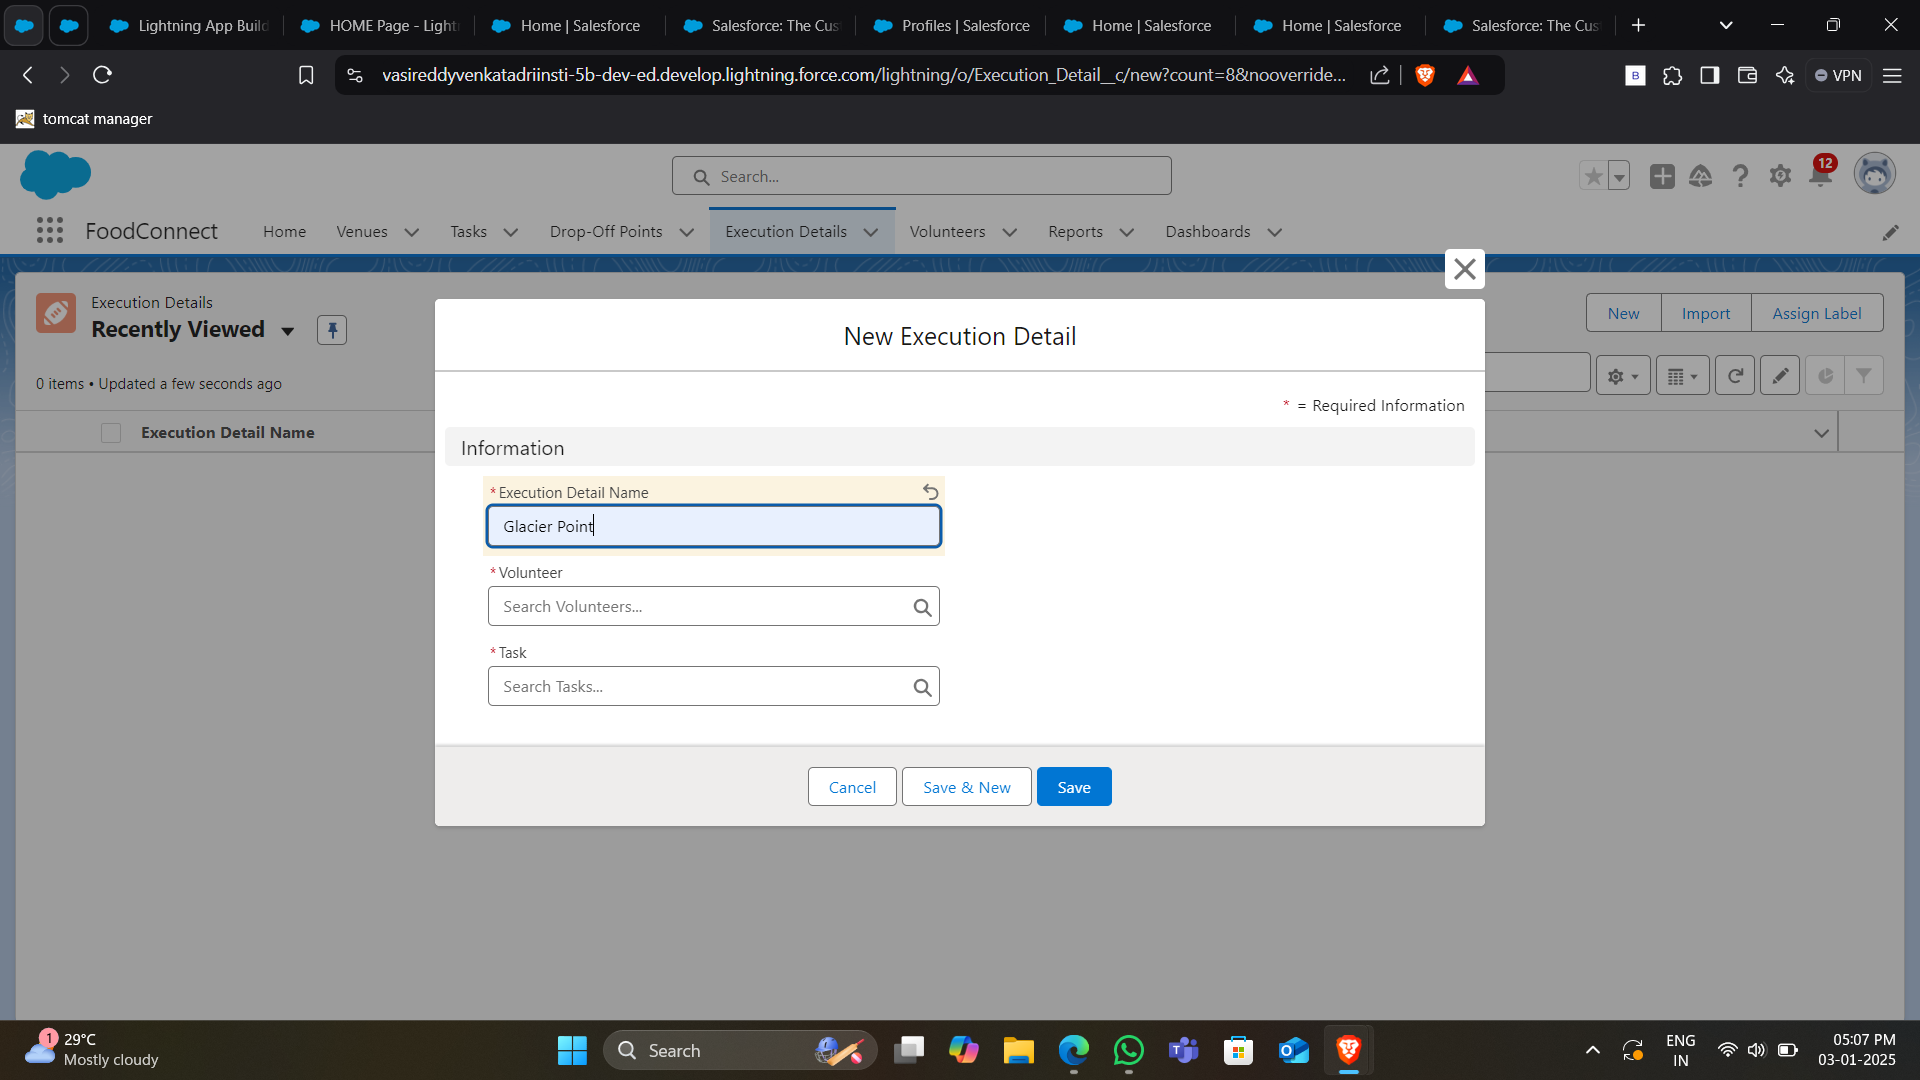 Lightning App Build
HOME Page - Light
Home | Salesforce
Salesforce: The Cus
Profiles | Salesforce
Home | Salesforce
Home | Salesforce
Salesforce: The Cus
vasireddyvenkatadriinsti-5b-dev-ed.develop.lightning.force.com/lightning/o/Execution_Detail__c/new?count=8&nooverride...
B
VPN
tomcat manager
Search...
12
FoodConnect
Home
Venues
Tasks
Drop-Off Points
Execution Details
Volunteers
Reports
Dashboards
Execution Details
Recently Viewed
New
Import
Assign Label
0 items • Updated a few seconds ago
Execution Detail Name
New Execution Detail
* = Required Information
Information
*Execution Detail Name
Glacier Point
*Volunteer
Search Volunteers...
*Task
Search Tasks...
Cancel
Save & New
Save
1
29°C
Mostly cloudy
Search
ENG
IN
05:07 PM
03-01-2025